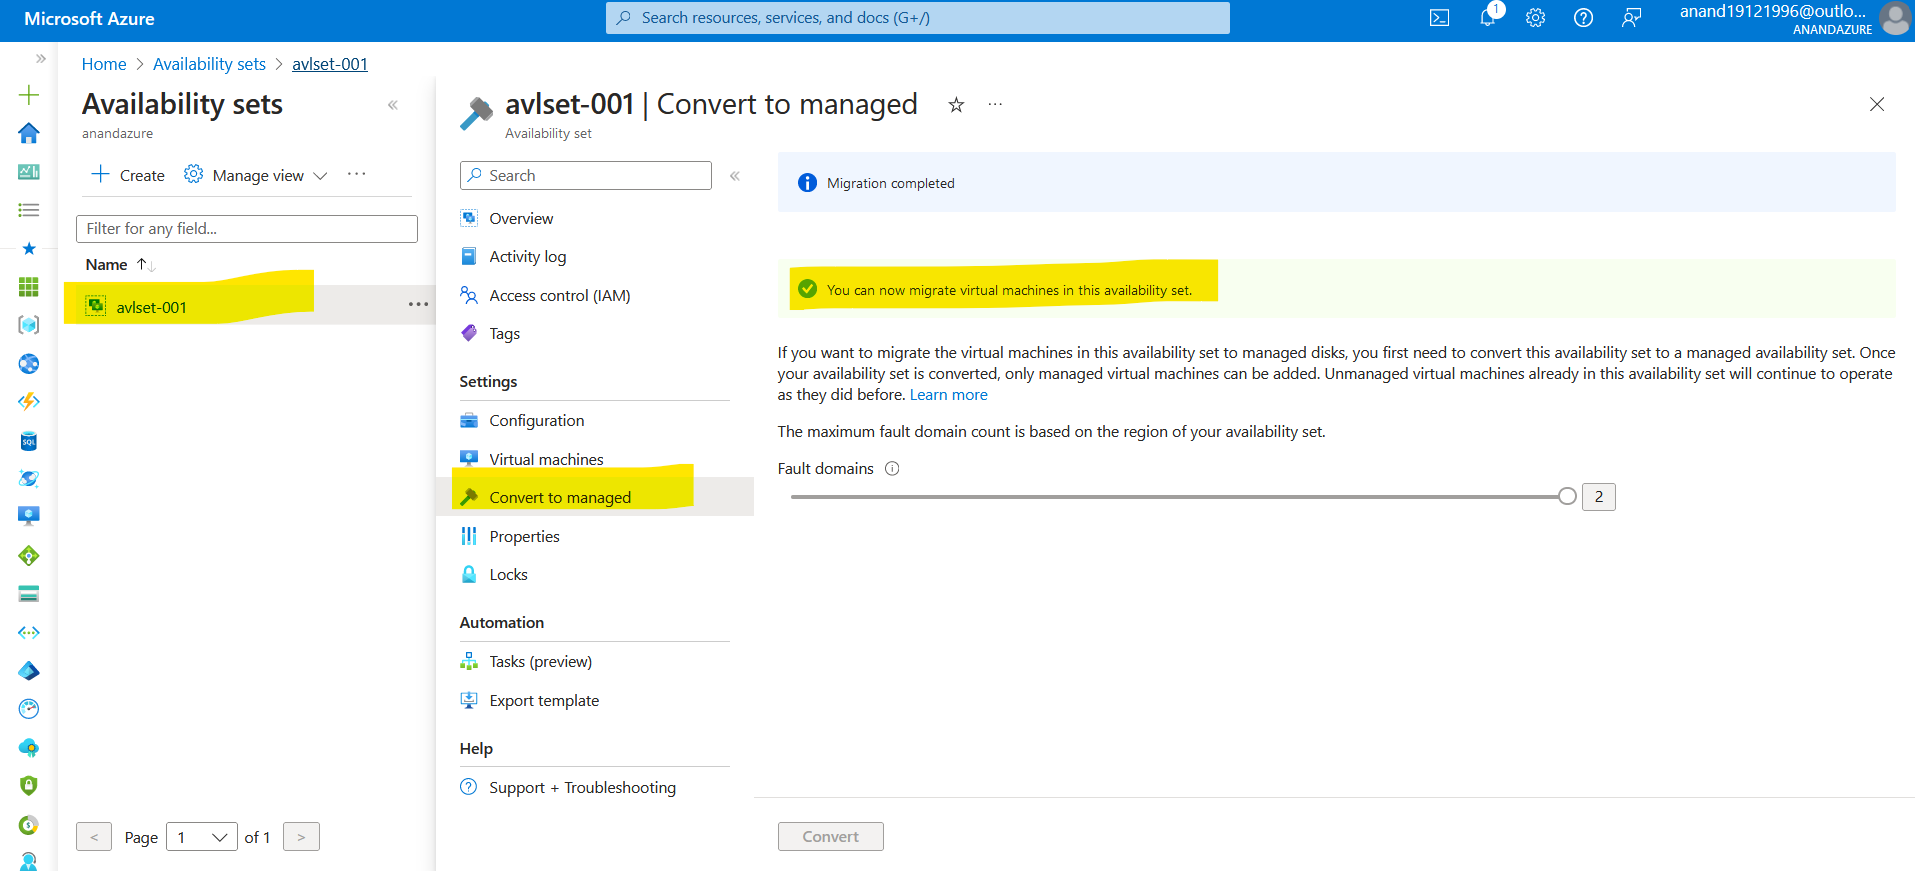 Microsoft Azure
Search resources, services, and docs (G+/)
1
anand19121996@outlo...
ANANDAZURE
Home > Availability sets > avlset-001
Availability sets
anandazure
Create
Manage view
Filter for any field...
Name
avlset-001
< Page 1 of 1 >
avlset-001 | Convert to managed
Availability set
Search
Overview
Activity log
Access control (IAM)
Tags
Settings
Configuration
Virtual machines
Convert to managed
Properties
Locks
Automation
Tasks (preview)
Export template
Help
Support + Troubleshooting
Migration completed
You can now migrate virtual machines in this availability set.
If you want to migrate the virtual machines in this availability set to managed disks, you first need to convert this availability set to a managed availability set. Once
your availability set is converted, only managed virtual machines can be added. Unmanaged virtual machines already in this availability set will continue to operate
as they did before. Learn more
The maximum fault domain count is based on the region of your availability set.
Fault domains
2
Convert